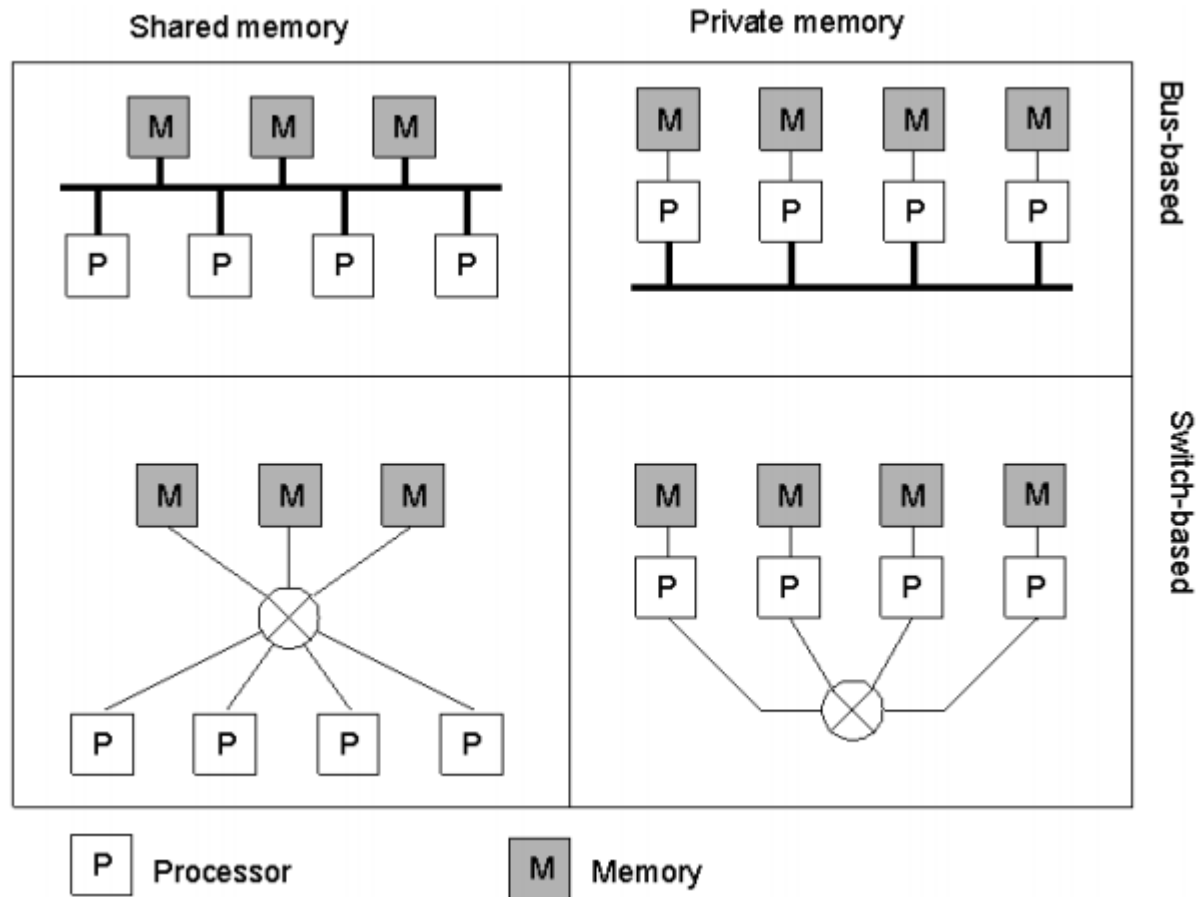 Shared memory
Private memory
M M M
P P P P
M M M M
P P P P
Bus-based
M M M
P P P P
M M M M
P P P P
Switch-based
P Processor
M Memory